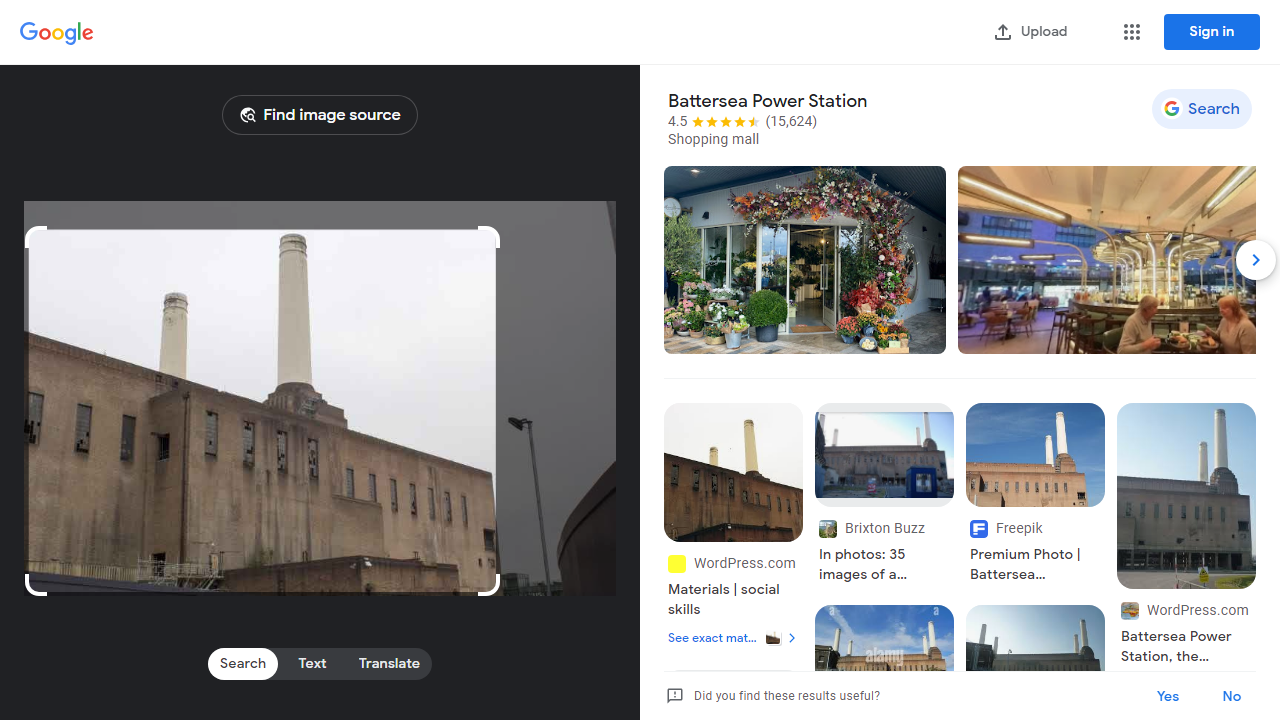 Google
Upload
Sign in
Find image source
Search
Text
Translate
Battersea Power Station
4.5 (15,624)
Shopping mall
Search
WordPress.com
Materials | social
skills
See exact mat...
Brixton Buzz
In photos: 35
images of a...
Freepik
Premium Photo |
Battersea...
WordPress.com
Battersea Power
Station, the...
a
a
alamy
Did you find these results useful?
Yes
No